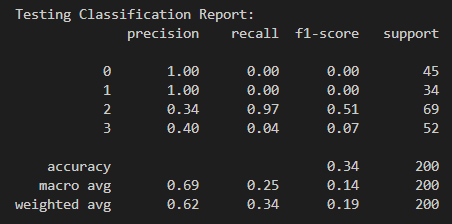 Testing Classification Report:
precision recall f1-score support
0 1.00 0.00 0.00 45
1 1.00 0.00 0.00 34
2 0.34 0.97 0.51 69
3 0.40 0.04 0.07 52
accuracy 0.34 200
macro avg 0.69 0.25 0.14 200
weighted avg 0.62 0.34 0.19 200